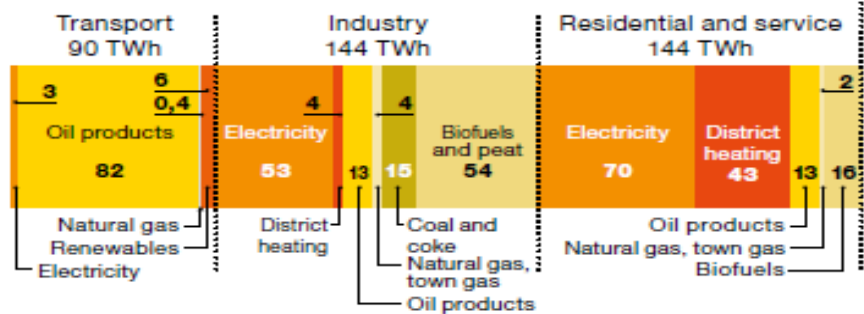 Transport
90 TWh
Industry
144 TWh
Residential and service
144 TWh
3
6
0,4
4
4
2
Oil products
82
Electricity
53
13
15
Biofuels
and peat
54
Electricity
70
District
heating
43
13
16
Natural gas
Renewables
Electricity
District
heating
Coal and
coke
Natural gas,
town gas
Oil products
Oil products
Natural gas, town gas
Biofuels